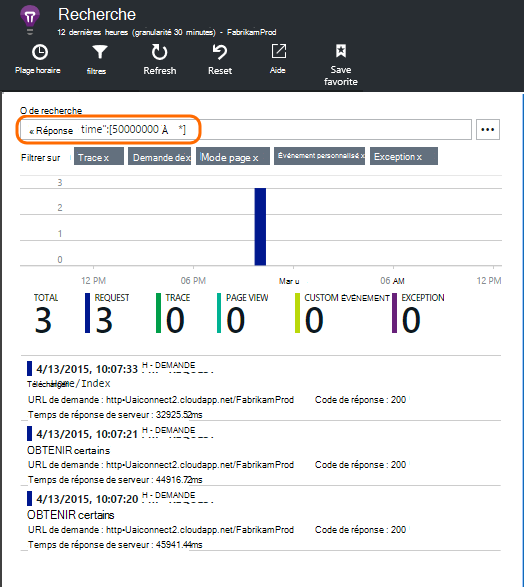 Recherche
12 dernières heures (granularité 30 minutes) - FabrikamProd
Plage horaire
filtres
Refresh
Reset
Aide
Save favorite
O de recherche
« Réponse time":[50000000 À *]
Filtrer sur Trace x Demande de x Mode page x Événement personnalisé x Exception x
3
2
1
0
12 PM 06 PM Mar u 06 AM 12 PM
TOTAL REQUEST TRACE PAGE VIEW CUSTOM ÉVÉNEMENT EXCEPTION
3 3 0 0 0 0
4/13/2015, 10:07:33 H - DEMANDE
Home/Index
URL de demande : http•Uaiconnect2.cloudapp.net/FabrikamProd Code de réponse : 200
Temps de réponse de serveur : 32925.52ms
4/13/2015, 10:07:21 H - DEMANDE
OBTENIR certains
URL de demande : http•Uaiconnect2.cloudapp.net/FabrikamProd Code de réponse : 200
Temps de réponse de serveur : 44916.72ms
4/13/2015, 10:07:20 H - DEMANDE
OBTENIR certains
URL de demande : http•Uaiconnect2.cloudapp.net/FabrikamProd Code de réponse : 200
Temps de réponse de serveur : 45941.44ms